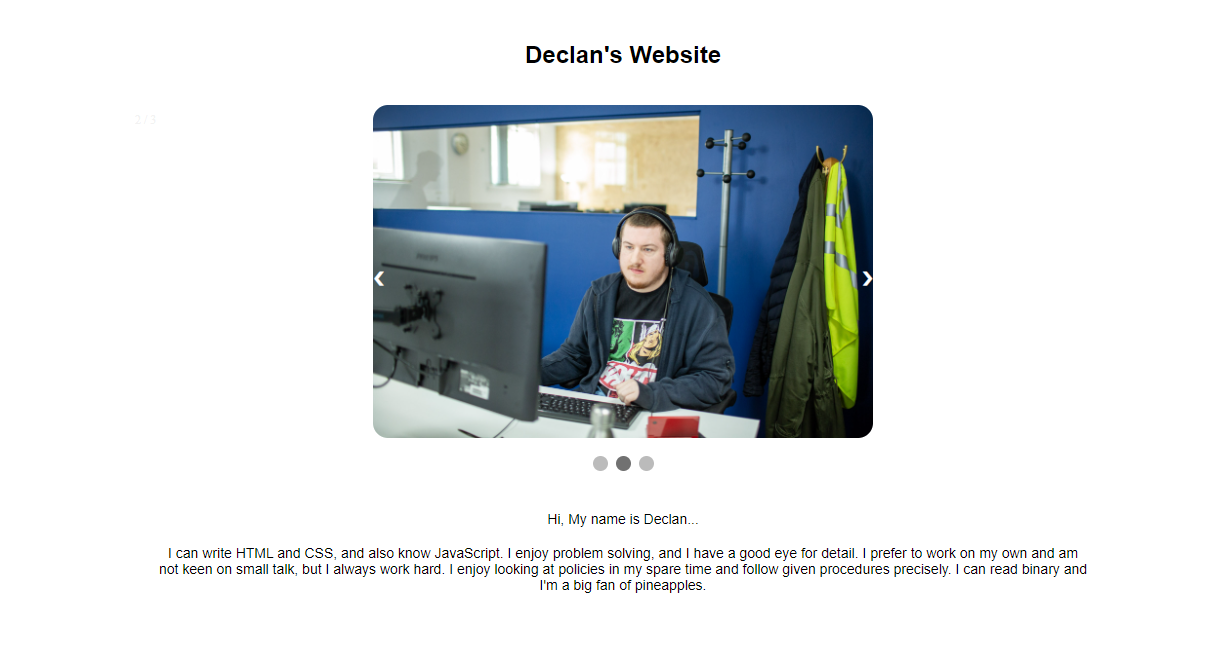 Declan's Website
2 / 3
❮ ❯
Hi, My name is Declan...
I can write HTML and CSS, and also know JavaScript. I enjoy problem solving, and I have a good eye for detail. I prefer to work on my own and am
not keen on small talk, but I always work hard. I enjoy looking at policies in my spare time and follow given procedures precisely. I can read binary and
I'm a big fan of pineapples.